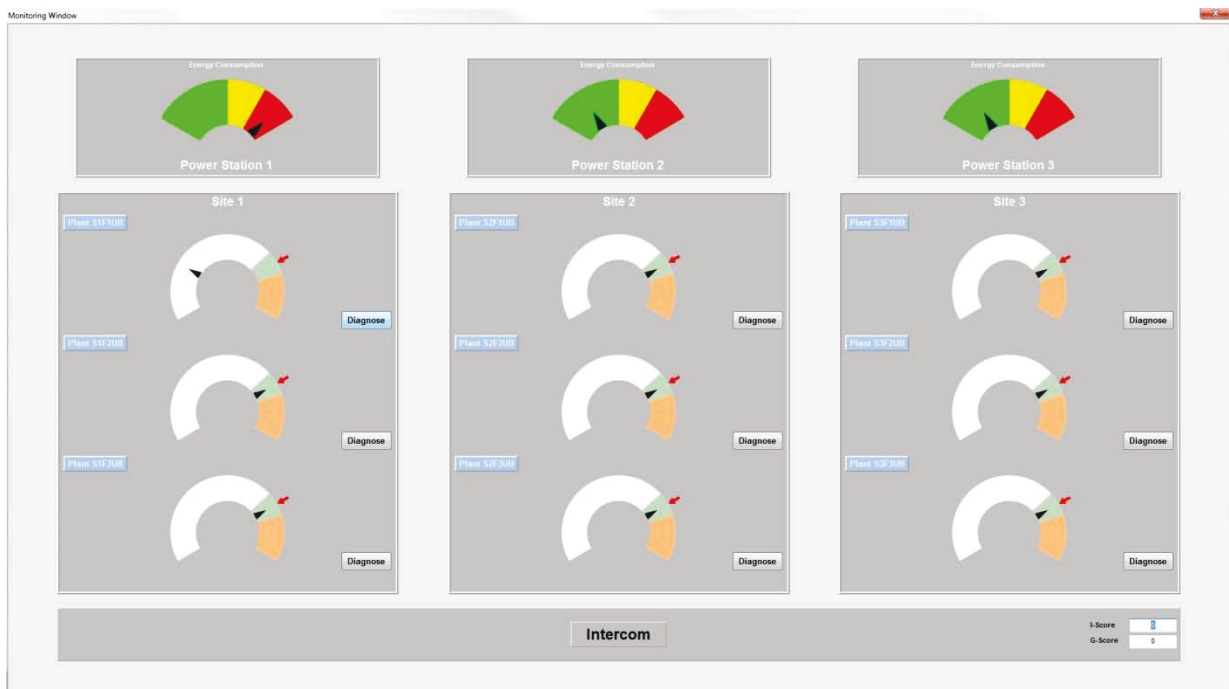 Monitoring Window
Energy Consumption
Power Station 1
Energy Consumption
Power Station 2
Energy Consumption
Power Station 3
Site 1
Plant S1F1UB
Diagnose
Plant S1F2UB
Diagnose
Plant S1F3UB
Diagnose
Site 2
Plant S2F1UB
Diagnose
Plant S2F2UB
Diagnose
Plant S2F2UB
Diagnose
Site 3
Plant S3F1UB
Diagnose
Plant S3F2UB
Diagnose
Plant S3F3UB
Diagnose
Intercom
I-Score 0
G-Score 0